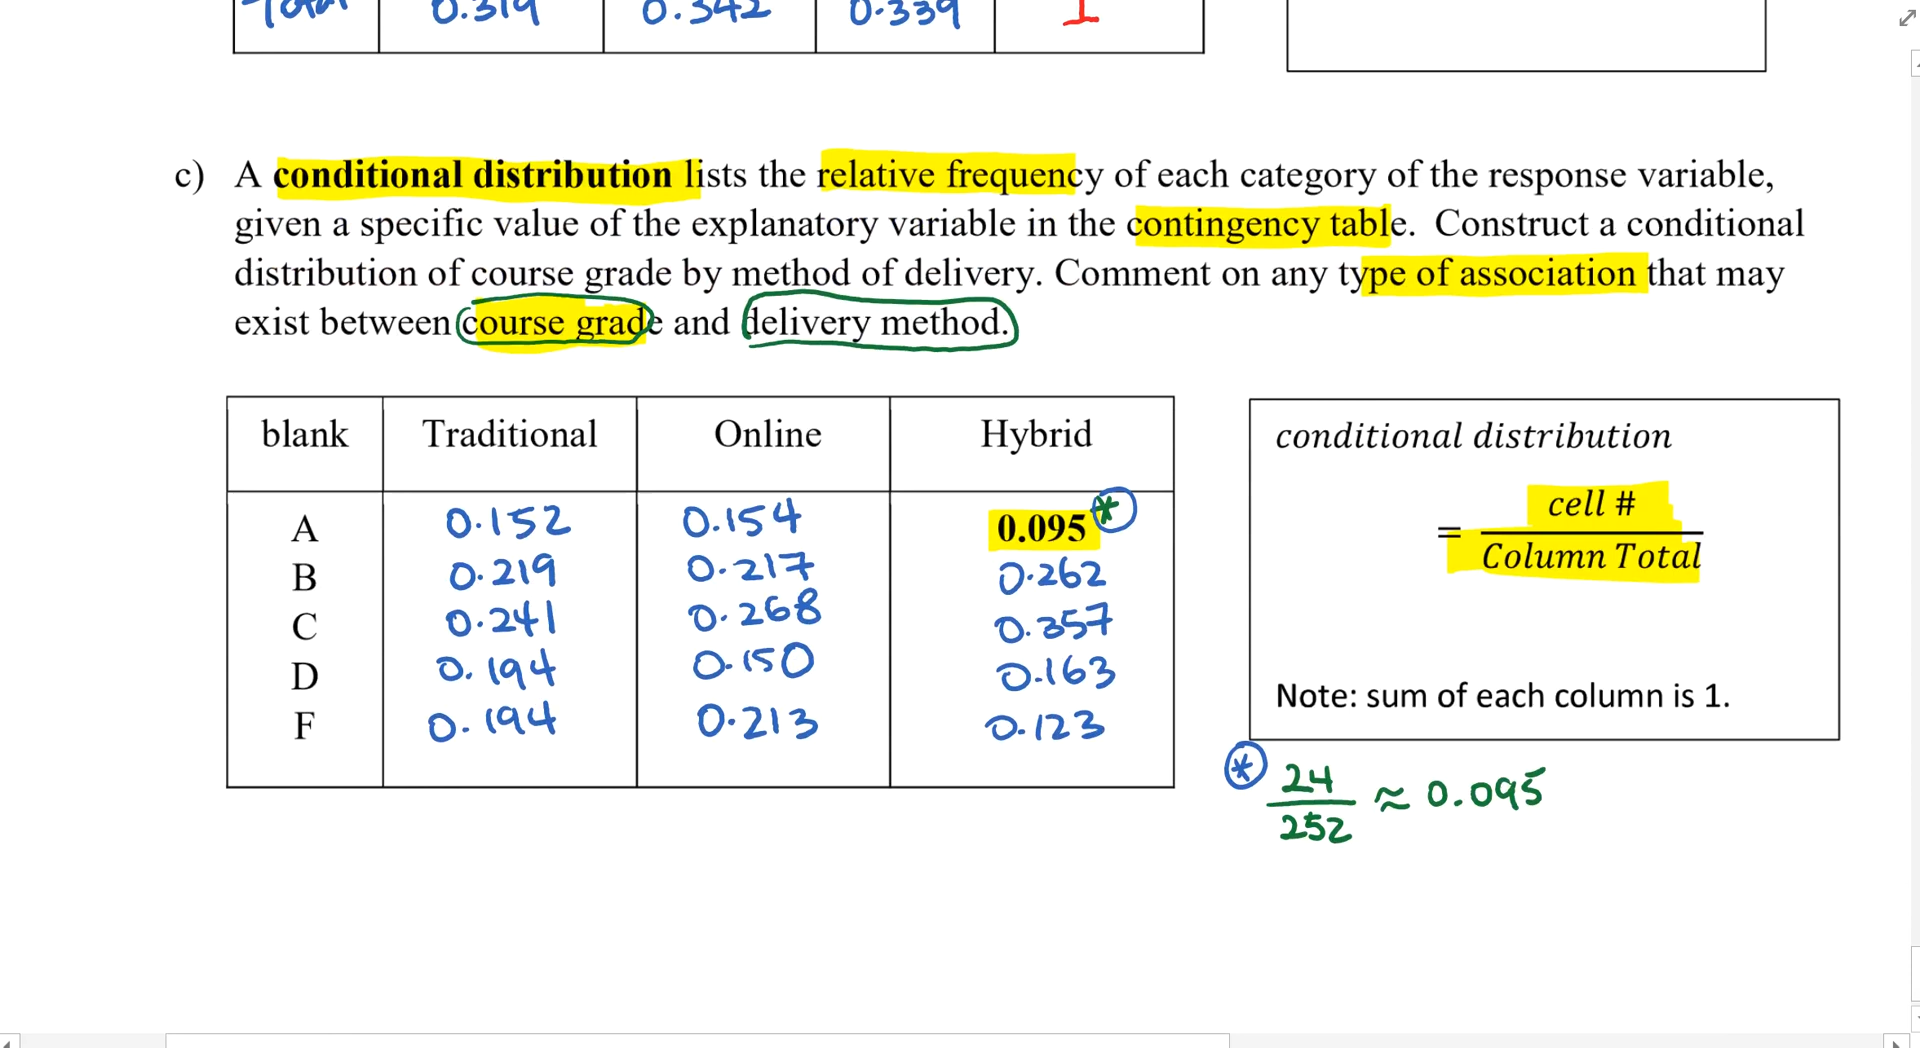 Total 0.319 0.342 0.339 1
c) A conditional distribution lists the relative frequency of each category of the response variable,
given a specific value of the explanatory variable in the contingency table. Construct a conditional
distribution of course grade by method of delivery. Comment on any type of association that may
exist between course grade and delivery method.
blank Traditional Online Hybrid
A 0.152 0.154 0.095 *
B 0.219 0.217 0.262
C 0.241 0.268 0.357
D 0.194 0.150 0.163
F 0.194 0.213 0.123
conditional distribution
cell #
=
Column Total
Note: sum of each column is 1.
* 24
252
≈ 0.095